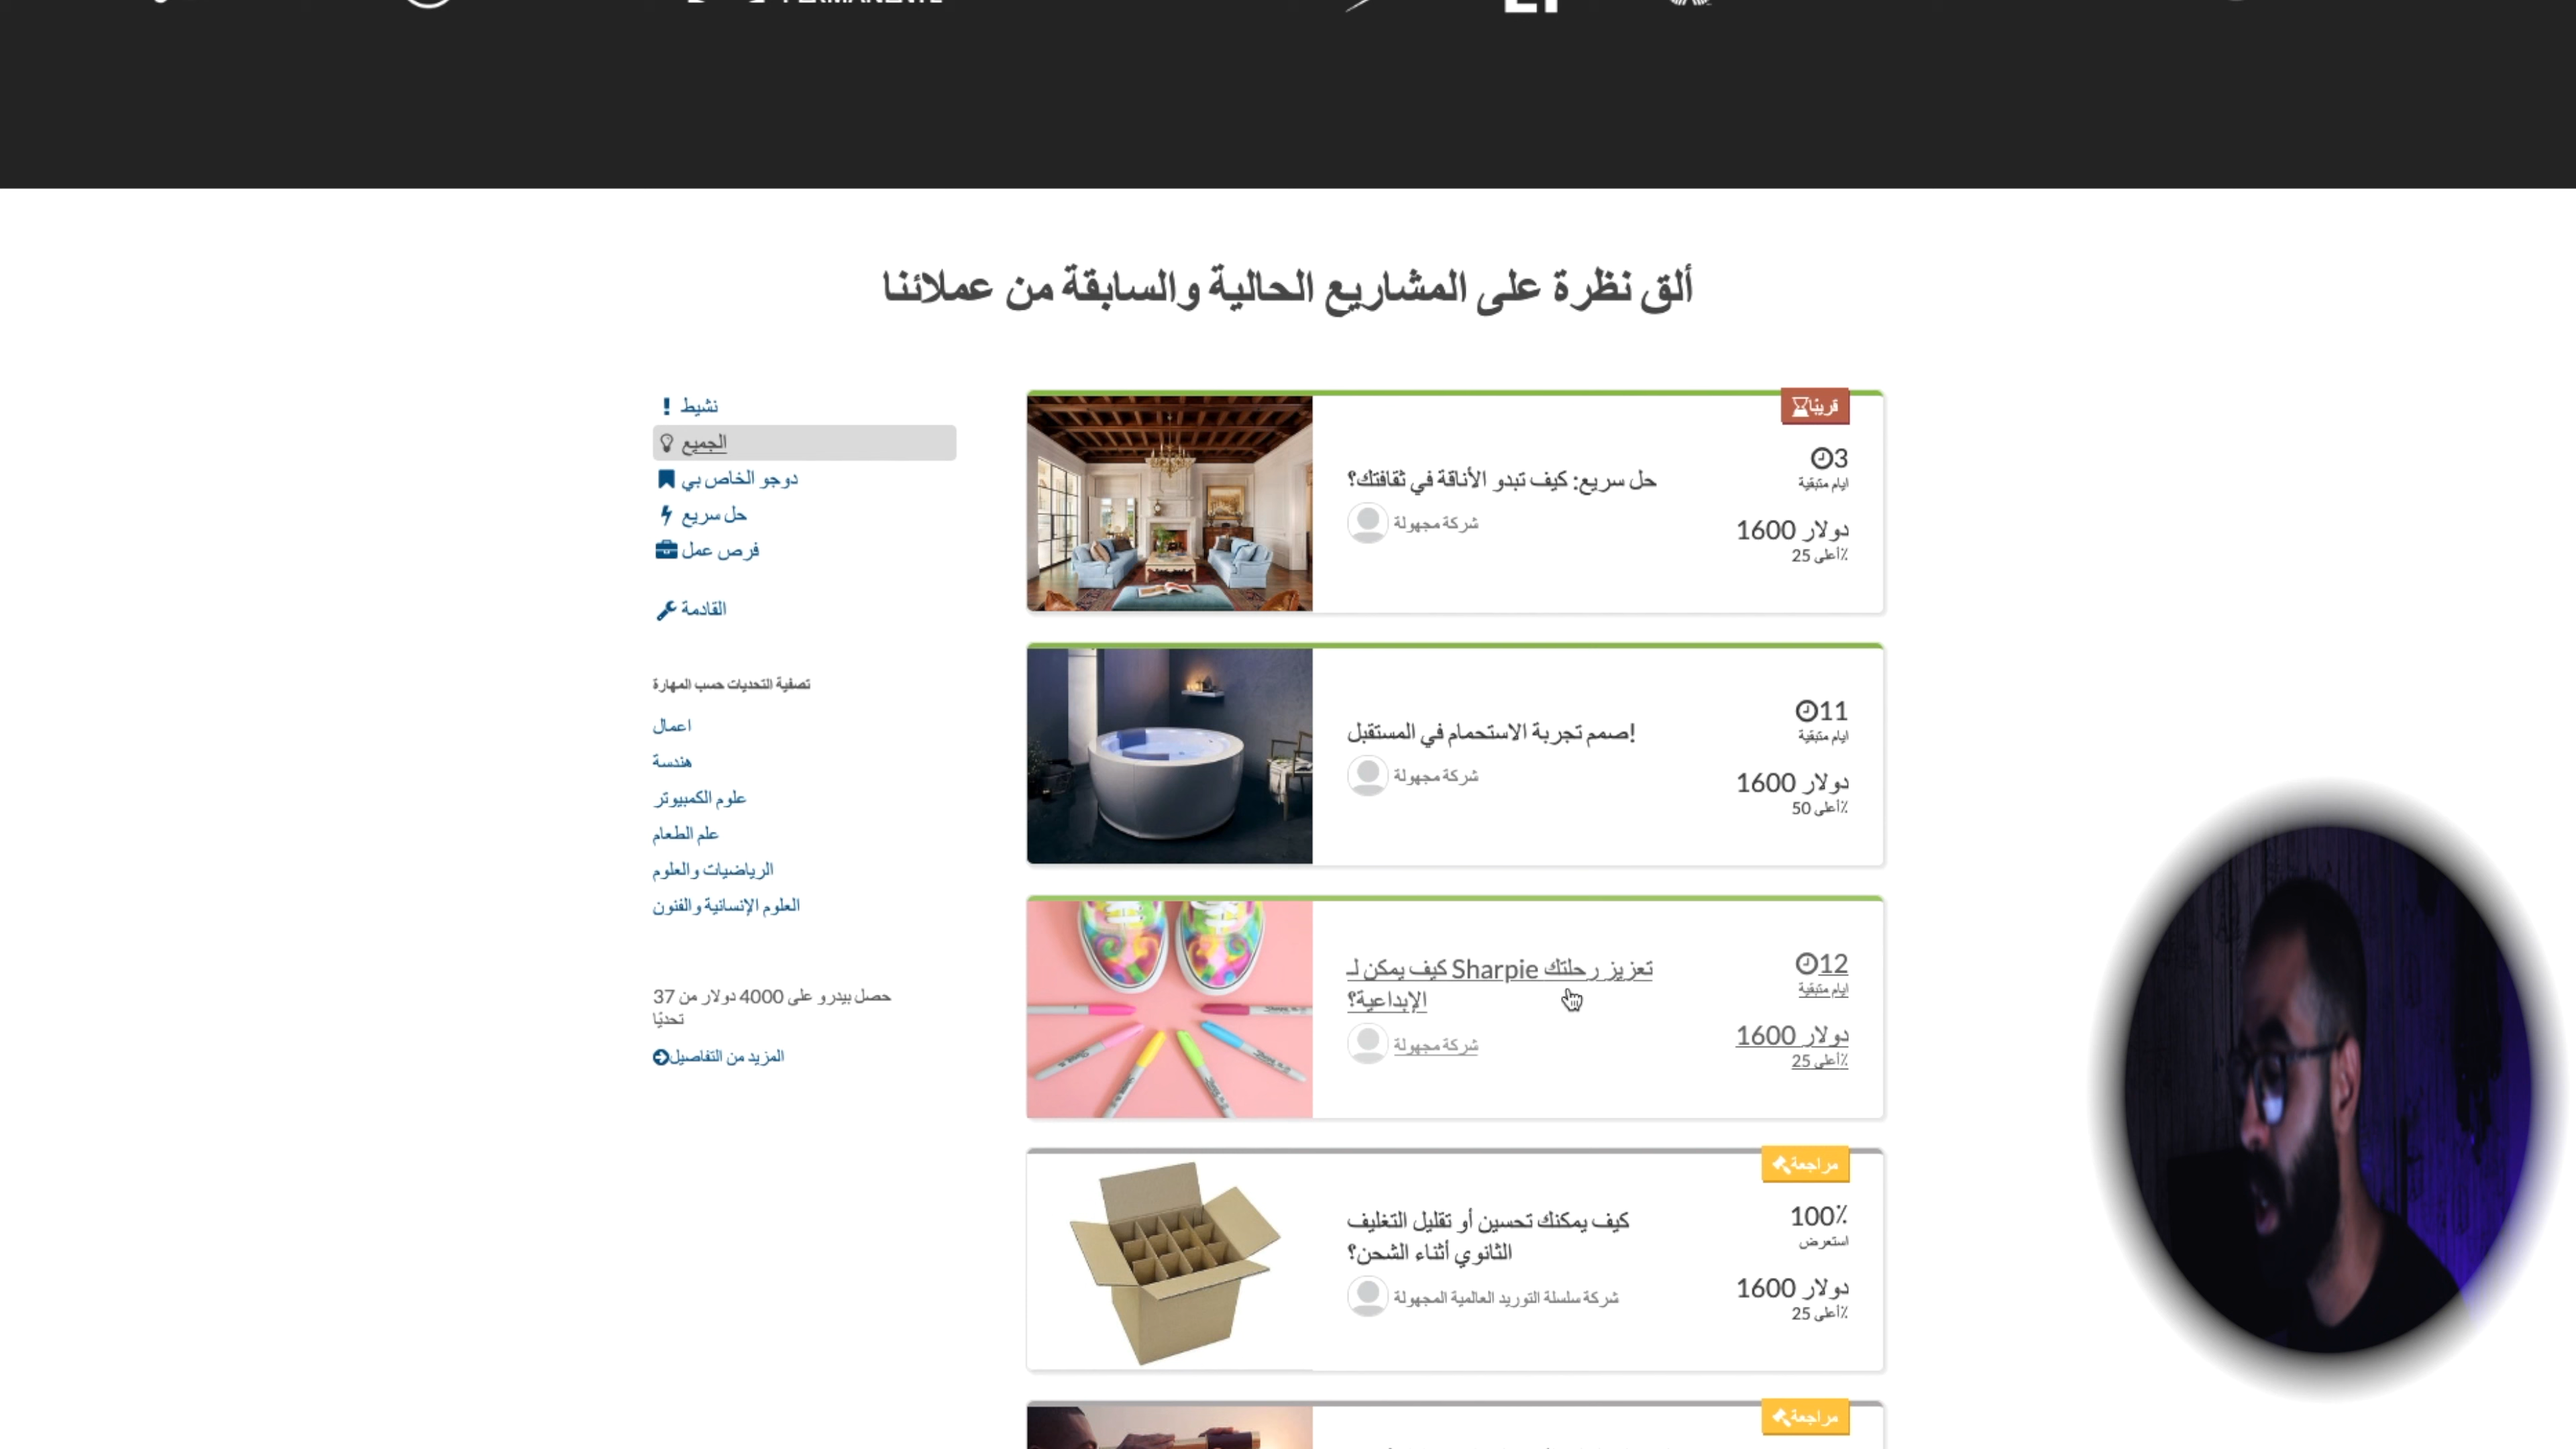 ألق نظرة على المشاريع الحالية والسابقة من عملائنا
نشيط
الجميع
دوجو الخاص بي
حل سريع
فرص عمل
القادمة
تصفية التحديات حسب المهارة
اعمال
هندسة
علوم الكمبيوتر
علم الطعام
الرياضيات والعلوم
العلوم الإنسانية والفنون
حصل بيدرو على 4000 دولار من 37
تحديًا
المزيد من التفاصيل
قريبًا
حل سريع: كيف تبدو الأناقة في ثقافتك؟
شركة مجهولة
3
ايام متبقية
1600 دولار
أعلى 25٪
صمم تجربة الاستحمام في المستقبل!
شركة مجهولة
11
ايام متبقية
1600 دولار
أعلى 50٪
كيف يمكن لـ Sharpie تعزيز رحلتك
الإبداعية؟
شركة مجهولة
12
ايام متبقية
1600 دولار
أعلى 25٪
مراجعة
كيف يمكنك تحسين أو تقليل التغليف
الثانوي أثناء الشحن؟
شركة سلسلة التوريد العالمية المجهولة
100٪
استعرض
1600 دولار
أعلى 25٪
مراجعة